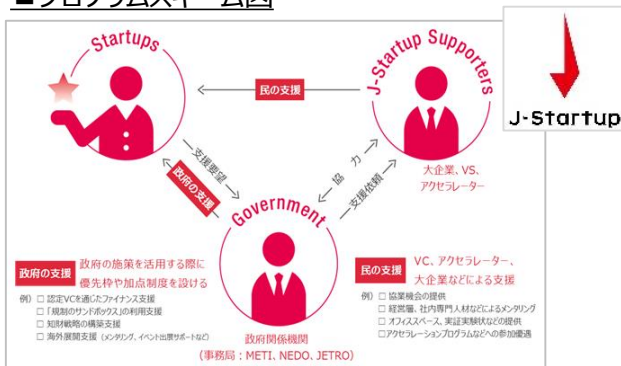 ■プログラムスキーム図
Startups
民の支援
J-Startup Supporters
J-Startup
大企業、VS、
アクセラレーター
支援要望
政府の支援
協 力
支援依頼
Government
政府の支援
政府の施策を活用する際に
優先枠や加点制度を設ける
例）□ 認定VCを通じたファイナンス支援
□ 「規制のサンドボックス」の利用支援
□ 知財戦略の構築支援
□ 海外展開支援（メンタリング、イベント出展サポートなど）
政府関係機関
（事務局：METI、NEDO、JETRO）
民の支援
VC、アクセラレーター、
大企業などによる支援
例）□ 協業機会の提供
□ 経営層、社内専門人材などによるメンタリング
□ オフィススペース、実証実験状などの提供
□アクセラレーションプログラムなどへの参加優遇